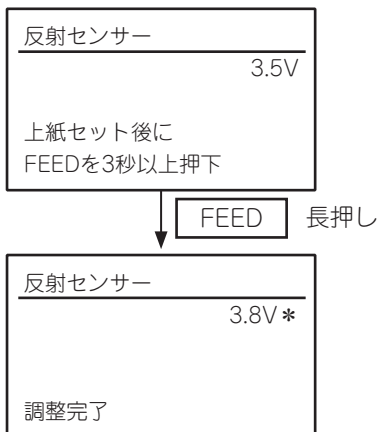 反射センサー
3.5V
上紙セット後に
FEEDを3秒以上押下
FEED 長押し
反射センサー
3.8V*
調整完了